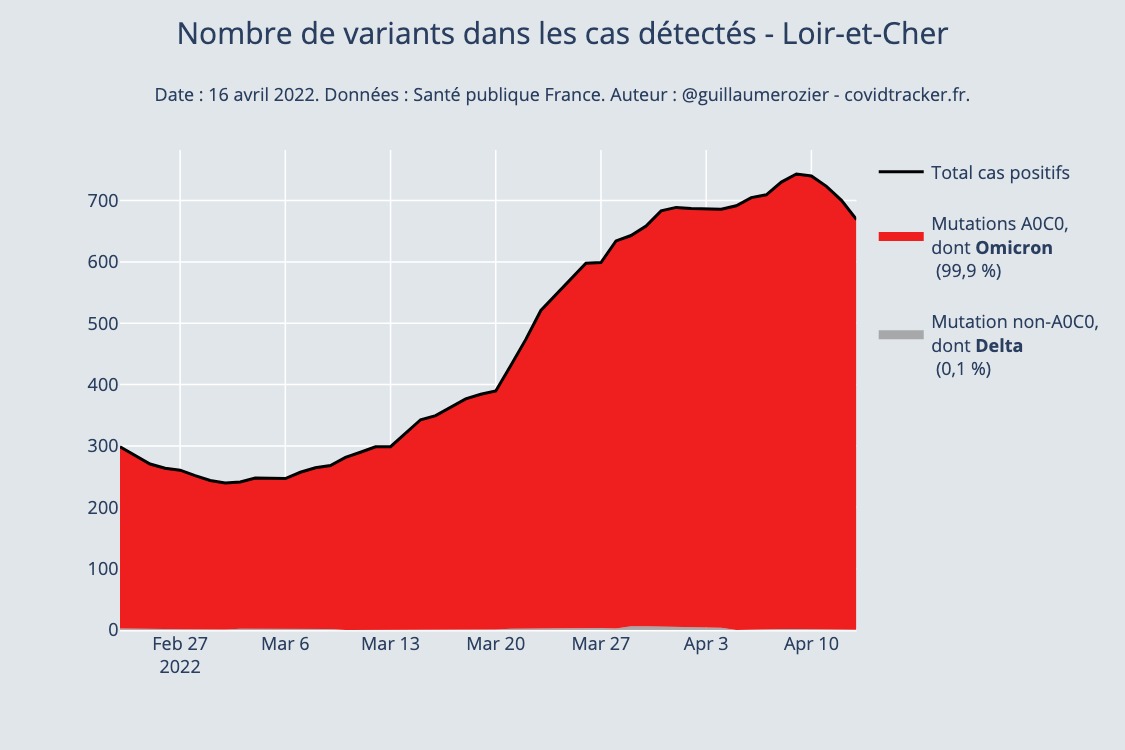 Nombre de variants dans les cas détectés - Loir-et-Cher
Date : 16 avril 2022. Données : Santé publique France. Auteur : @guillaumerozier - covidtracker.fr.
Total cas positifs
Mutations A0C0,
dont Omicron
(99,9 %)
Mutation non-A0C0,
dont Delta
(0,1 %)
700
600
500
400
300
200
100
0
Feb 27
2022
Mar 6
Mar 13
Mar 20
Mar 27
Apr 3
Apr 10